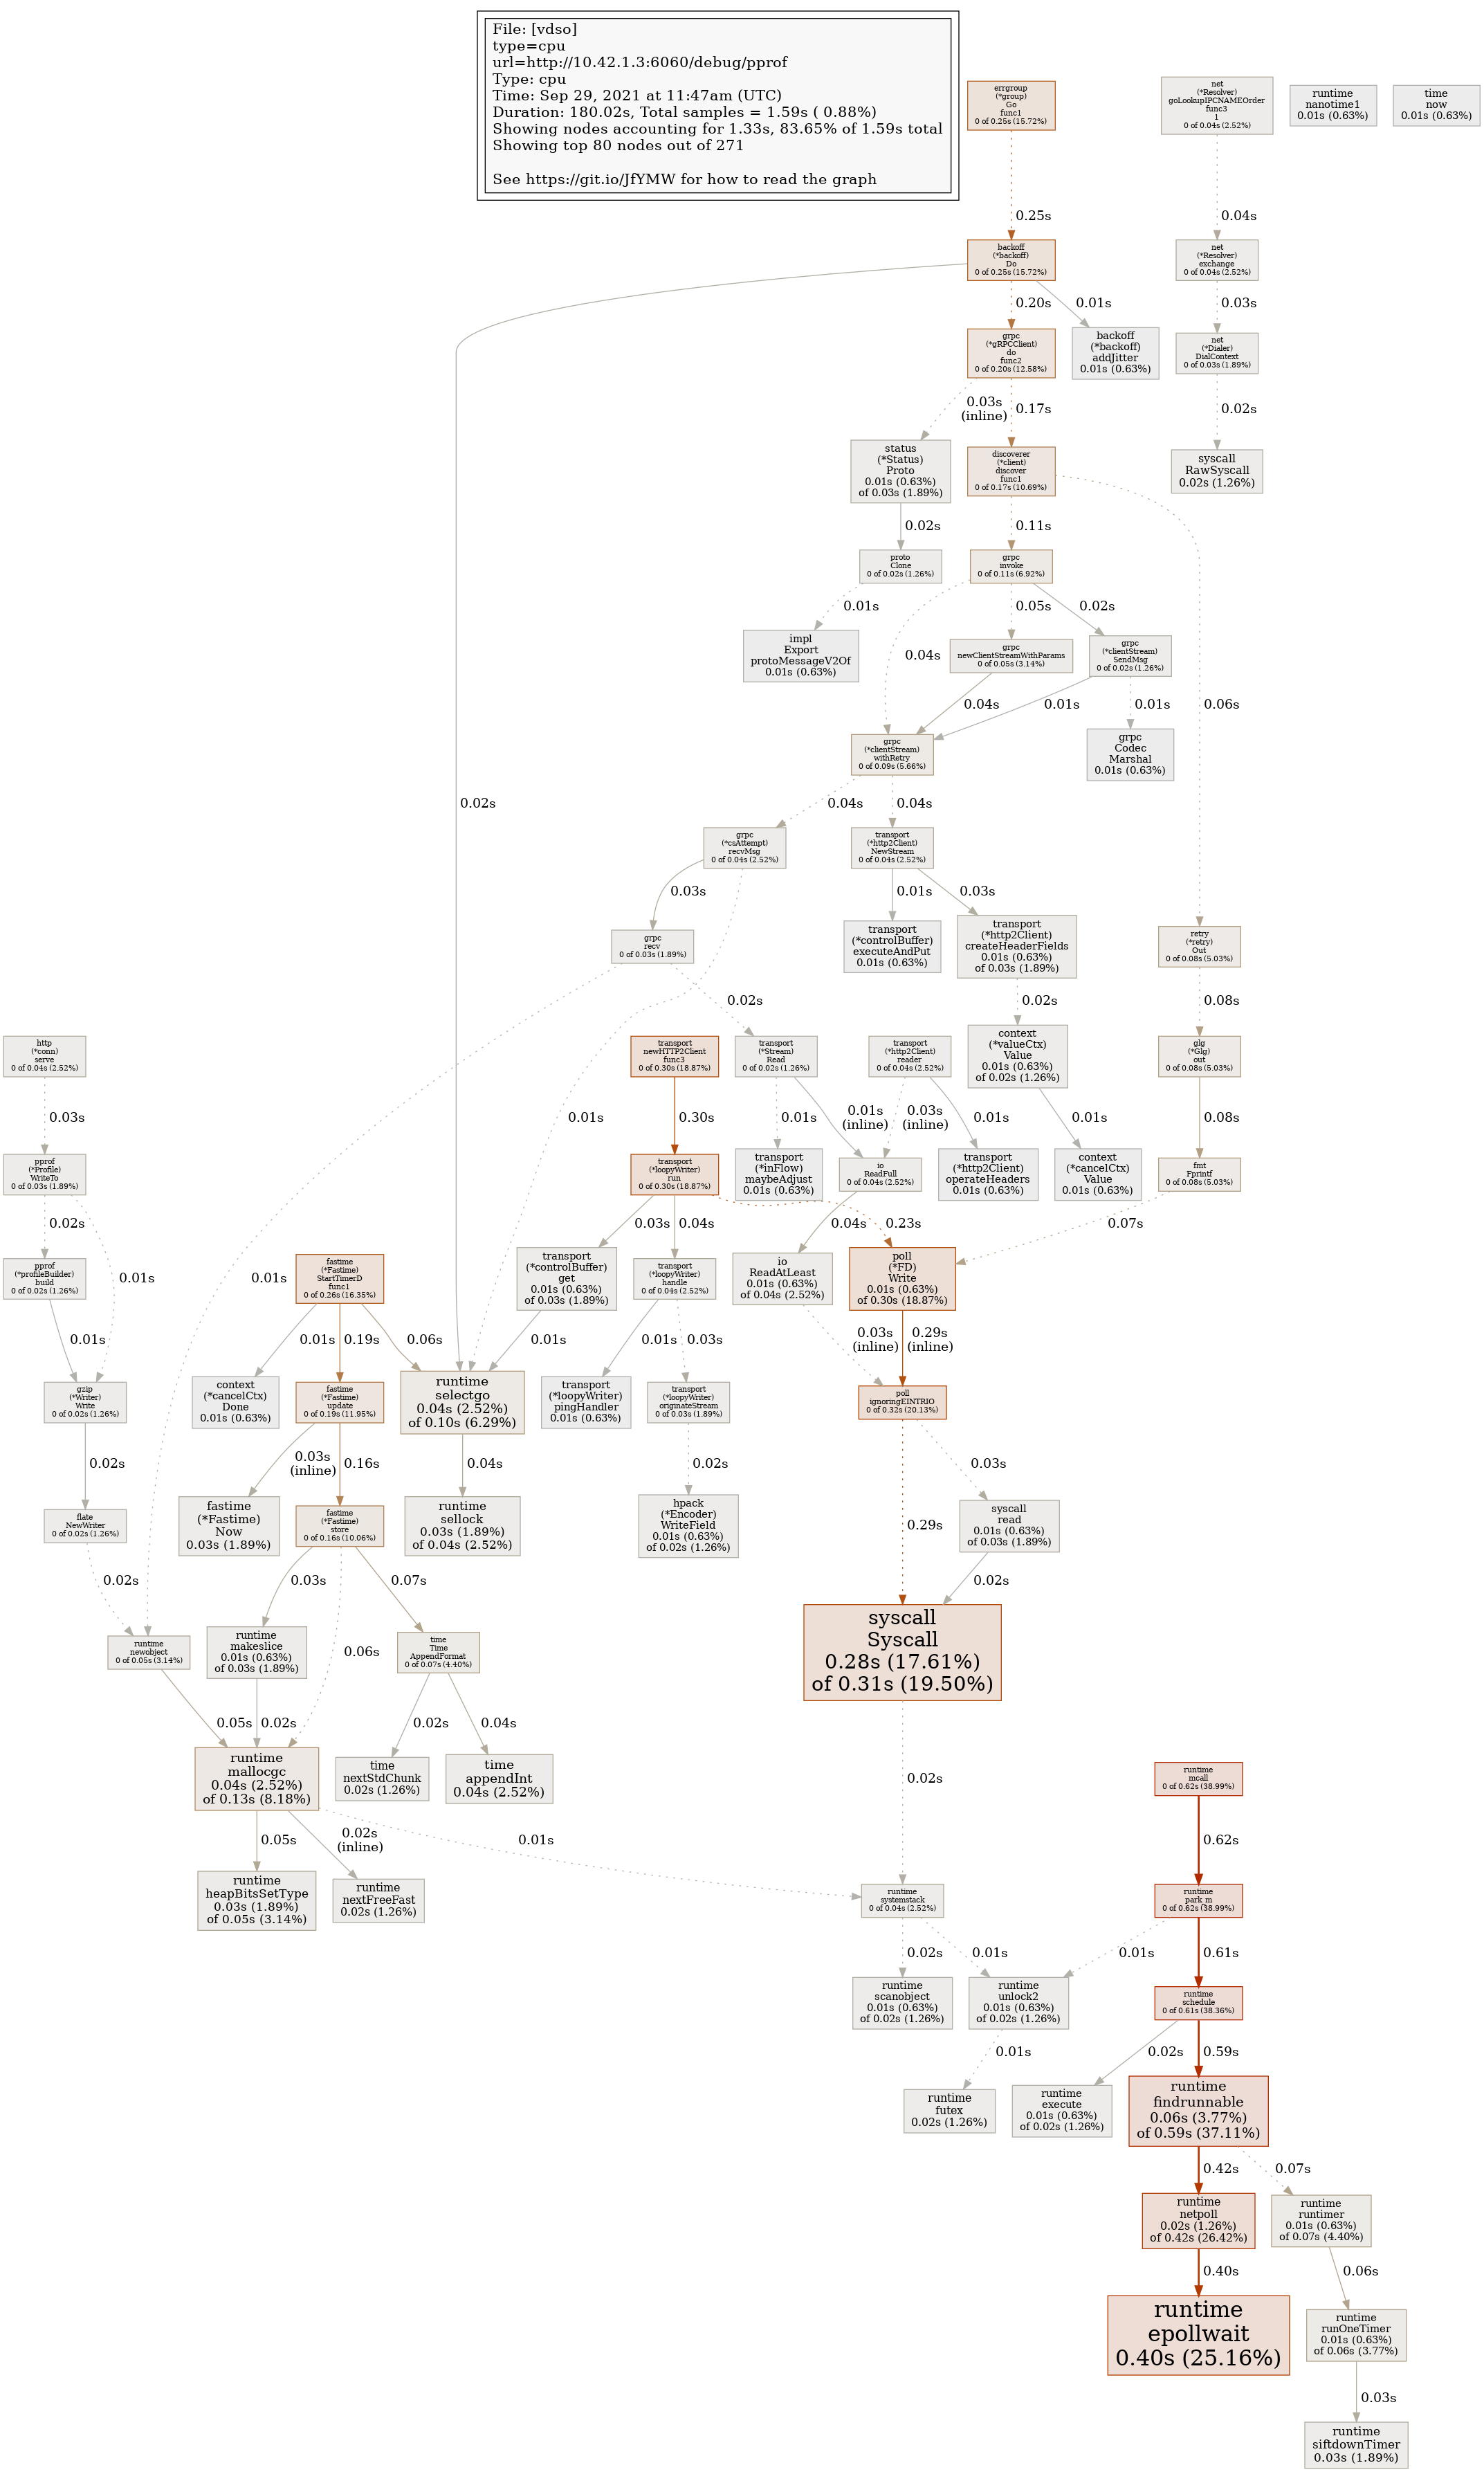 File: [vdso]
type=cpu
url=http://10.42.1.3:6060/debug/pprof
Type: cpu
Time: Sep 29, 2021 at 11:47am (UTC)
Duration: 180.02s, Total samples = 1.59s ( 0.88%)
Showing nodes accounting for 1.33s, 83.65% of 1.59s total
Showing top 80 nodes out of 271
See https://git.io/JfYMW for how to read the graph
errgroup
(*group)
Go
func1
0 of 0.25s (15.72%)
net
(*Resolver)
goLookupIPCNAMEOrder
func3
1
0 of 0.04s (2.52%)
runtime
nanotime1
0.01s (0.63%)
time
now
0.01s (0.63%)
0.25s
0.04s
backoff
(*backoff)
Do
0 of 0.25s (15.72%)
net
(*Resolver)
exchange
0 of 0.04s (2.52%)
0.20s
0.01s
0.03s
grpc
(*gRPCClient)
do
func2
0 of 0.20s (12.58%)
backoff
(*backoff)
addJitter
0.01s (0.63%)
net
(*Dialer)
DialContext
0 of 0.03s (1.89%)
0.03s
(inline)
0.17s
0.02s
status
(*Status)
Proto
0.01s (0.63%)
of 0.03s (1.89%)
discoverer
(*client)
discover
func1
0 of 0.17s (10.69%)
syscall
RawSyscall
0.02s (1.26%)
0.02s
0.11s
proto
Clone
0 of 0.02s (1.26%)
grpc
invoke
0 of 0.11s (6.92%)
0.01s
0.05s
0.02s
impl
Export
protoMessageV2Of
0.01s (0.63%)
0.04s
grpc
newClientStreamWithParams
0 of 0.05s (3.14%)
grpc
(*clientStream)
SendMsg
0 of 0.02s (1.26%)
0.04s
0.01s
0.01s
0.06s
grpc
(*clientStream)
withRetry
0 of 0.09s (5.66%)
grpc
Codec
Marshal
0.01s (0.63%)
0.02s
0.04s
0.04s
grpc
(*csAttempt)
recvMsg
0 of 0.04s (2.52%)
transport
(*http2Client)
NewStream
0 of 0.04s (2.52%)
0.03s
0.01s
0.03s
grpc
recv
0 of 0.03s (1.89%)
transport
(*controlBuffer)
executeAndPut
0.01s (0.63%)
transport
(*http2Client)
createHeaderFields
0.01s (0.63%)
of 0.03s (1.89%)
retry
(*retry)
Out
0 of 0.08s (5.03%)
0.02s
0.02s
0.08s
http
(*conn)
serve
0 of 0.04s (2.52%)
transport
newHTTP2Client
func3
0 of 0.30s (18.87%)
transport
(*Stream)
Read
0 of 0.02s (1.26%)
transport
(*http2Client)
reader
0 of 0.04s (2.52%)
context
(*valueCtx)
Value
0.01s (0.63%)
of 0.02s (1.26%)
glg
(*Glg)
out
0 of 0.08s (5.03%)
0.03s
0.01s
0.30s
0.01s
0.01s
(inline)
0.03s
(inline)
0.01s
0.01s
0.08s
pprof
(*Profile)
WriteTo
0 of 0.03s (1.89%)
transport
(*loopyWriter)
run
0 of 0.30s (18.87%)
transport
(*inFlow)
maybeAdjust
0.01s (0.63%)
io
ReadFull
0 of 0.04s (2.52%)
transport
(*http2Client)
operateHeaders
0.01s (0.63%)
context
(*cancelCtx)
Value
0.01s (0.63%)
fmt
Fprintf
0 of 0.08s (5.03%)
0.02s
0.03s
0.04s
0.04s
0.23s
0.07s
pprof
(*profileBuilder)
build
0 of 0.02s (1.26%)
0.01s
0.01s
fastime
(*Fastime)
StartTimerD
func1
0 of 0.26s (16.35%)
transport
(*controlBuffer)
get
0.01s (0.63%)
of 0.03s (1.89%)
transport
(*loopyWriter)
handle
0 of 0.04s (2.52%)
io
ReadAtLeast
0.01s (0.63%)
of 0.04s (2.52%)
poll
(*FD)
Write
0.01s (0.63%)
of 0.30s (18.87%)
0.01s
0.01s
0.19s
0.06s
0.01s
0.01s
0.03s
0.03s
(inline)
0.29s
(inline)
gzip
(*Writer)
Write
0 of 0.02s (1.26%)
context
(*cancelCtx)
Done
0.01s (0.63%)
fastime
(*Fastime)
update
0 of 0.19s (11.95%)
runtime
selectgo
0.04s (2.52%)
of 0.10s (6.29%)
transport
(*loopyWriter)
pingHandler
0.01s (0.63%)
transport
(*loopyWriter)
originateStream
0 of 0.03s (1.89%)
poll
ignoringEINTRIO
0 of 0.32s (20.13%)
0.02s
0.03s
(inline)
0.16s
0.04s
0.02s
0.29s
0.03s
flate
NewWriter
0 of 0.02s (1.26%)
fastime
(*Fastime)
Now
0.03s (1.89%)
fastime
(*Fastime)
store
0 of 0.16s (10.06%)
runtime
sellock
0.03s (1.89%)
of 0.04s (2.52%)
hpack
(*Encoder)
WriteField
0.01s (0.63%)
of 0.02s (1.26%)
syscall
read
0.01s (0.63%)
of 0.03s (1.89%)
0.02s
0.03s
0.07s
0.02s
runtime
newobject
0 of 0.05s (3.14%)
runtime
makeslice
0.01s (0.63%)
of 0.03s (1.89%)
0.06s
time
Time
AppendFormat
0 of 0.07s (4.40%)
syscall
Syscall
0.28s (17.61%)
of 0.31s (19.50%)
0.05s
0.02s
0.02s
0.04s
runtime
mallocgc
0.04s (2.52%)
of 0.13s (8.18%)
time
nextStdChunk
0.02s (1.26%)
time
appendInt
0.04s (2.52%)
0.02s
runtime
mcall
0 of 0.62s (38.99%)
0.05s
0.02s
(inline)
0.01s
0.62s
runtime
heapBitsSetType
0.03s (1.89%)
of 0.05s (3.14%)
runtime
nextFreeFast
0.02s (1.26%)
runtime
systemstack
0 of 0.04s (2.52%)
runtime
park_m
0 of 0.62s (38.99%)
0.02s
0.01s
0.01s
0.61s
runtime
scanobject
0.01s (0.63%)
of 0.02s (1.26%)
runtime
unlock2
0.01s (0.63%)
of 0.02s (1.26%)
runtime
schedule
0 of 0.61s (38.36%)
0.01s
0.02s
0.59s
runtime
futex
0.02s (1.26%)
runtime
execute
0.01s (0.63%)
of 0.02s (1.26%)
runtime
findrunnable
0.06s (3.77%)
of 0.59s (37.11%)
0.42s
0.07s
runtime
netpoll
0.02s (1.26%)
of 0.42s (26.42%)
runtime
runtimer
0.01s (0.63%)
of 0.07s (4.40%)
0.40s
0.06s
runtime
epollwait
0.40s (25.16%)
runtime
runOneTimer
0.01s (0.63%)
of 0.06s (3.77%)
0.03s
runtime
siftdownTimer
0.03s (1.89%)